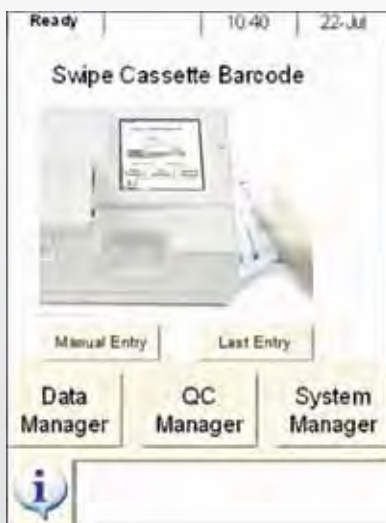 Ready 10:40 22-Jul
Swipe Cassette Barcode
Manual Entry Last Entry
Data Manager
QC Manager
System Manager